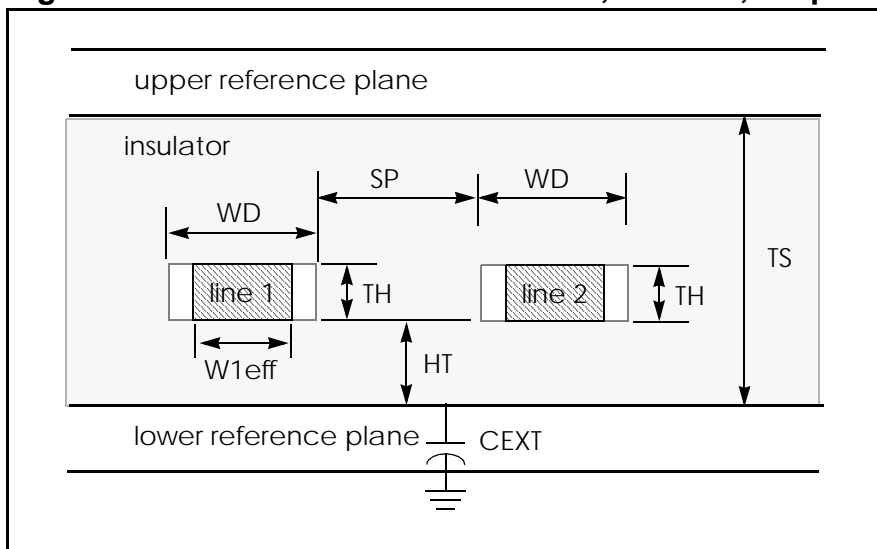 upper reference plane
insulator
SP
WD
WD
TS
line 1
TH
line 2
TH
W1eff
HT
lower reference plane
CEXT